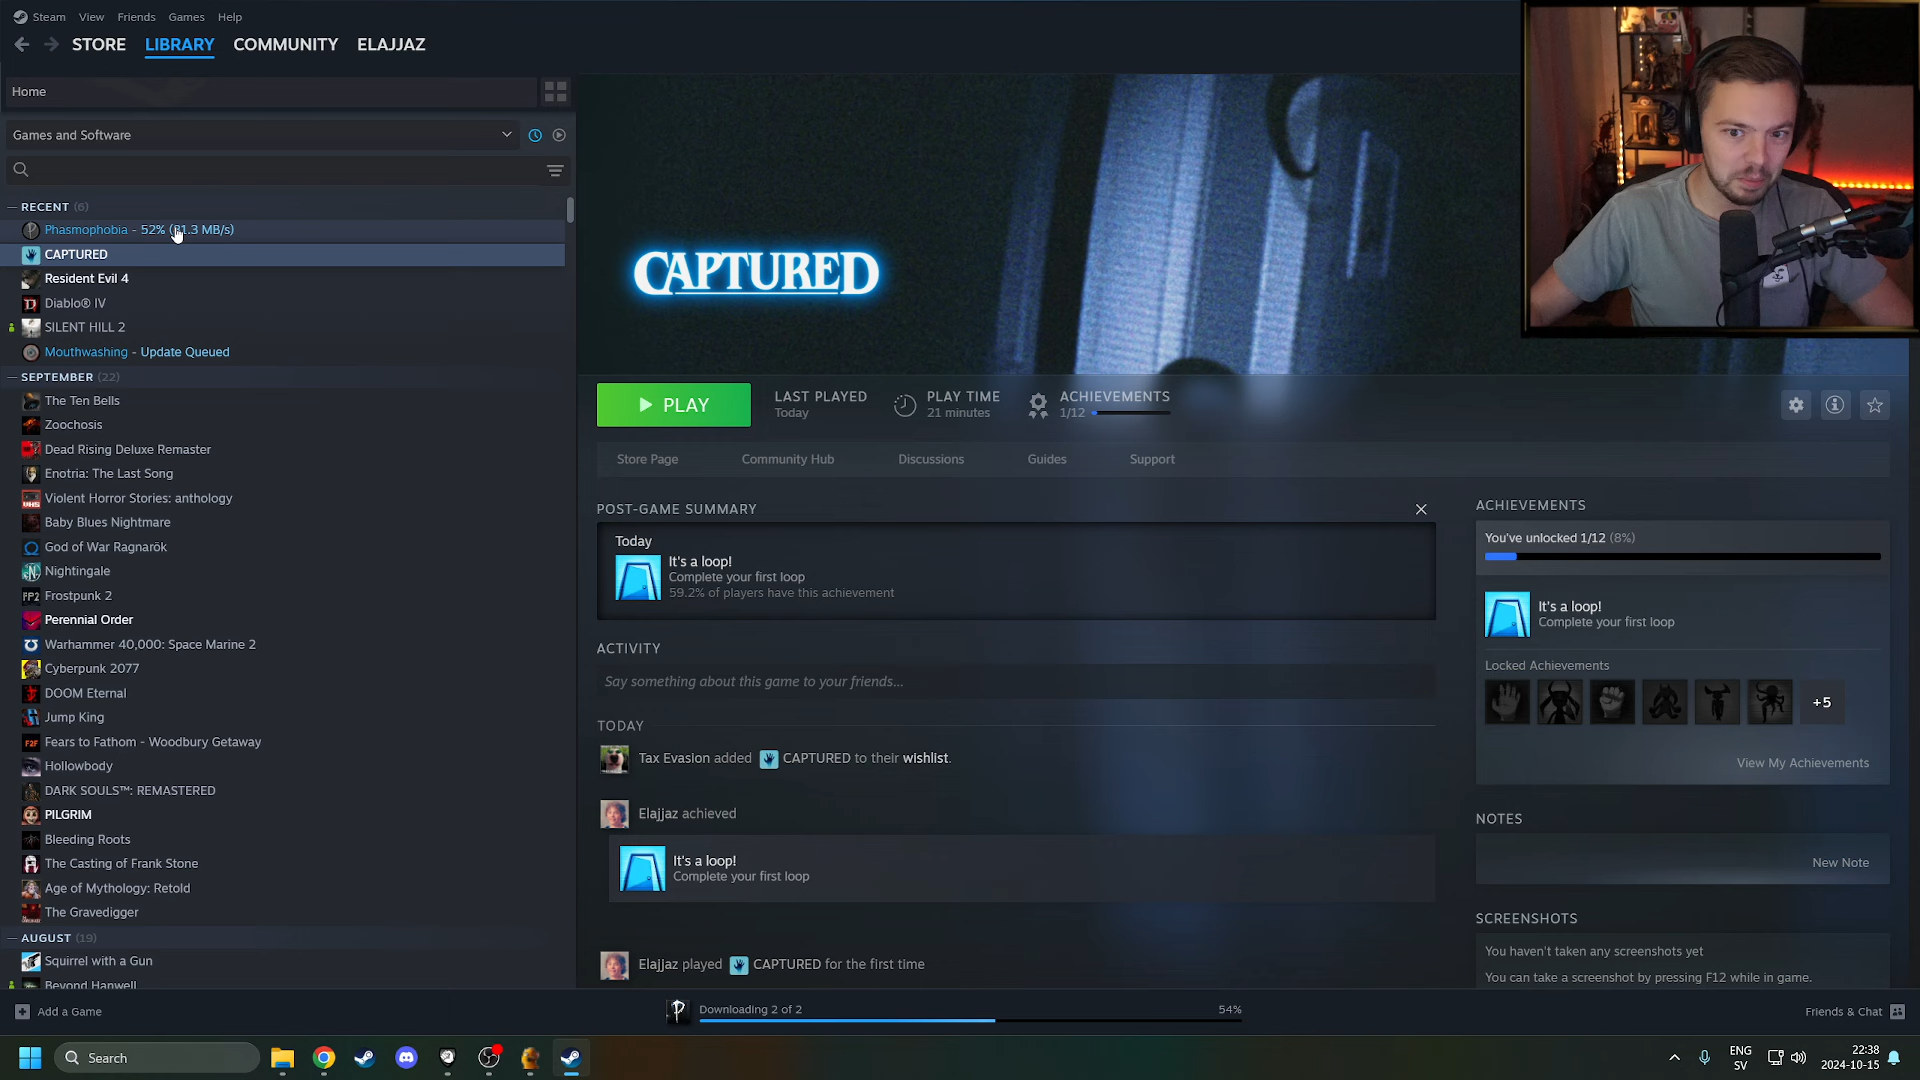 Steam View Friends Games Help
STORE LIBRARY COMMUNITY ELAJJAZ
Home
Games and Software
RECENT (6)
Phasmophobia - 52% (81.3 MB/s)
CAPTURED
Resident Evil 4
Diablo® IV
SILENT HILL 2
Mouthwashing - Update Queued
SEPTEMBER (22)
The Ten Bells
Zoochosis
Dead Rising Deluxe Remaster
Enotria: The Last Song
Violent Horror Stories: anthology
Baby Blues Nightmare
God of War Ragnarök
Nightingale
Frostpunk 2
Perennial Order
Warhammer 40,000: Space Marine 2
Cyberpunk 2077
DOOM Eternal
Jump King
Fears to Fathom - Woodbury Getaway
Hollowbody
DARK SOULS™: REMASTERED
PILGRIM
Bleeding Roots
The Casting of Frank Stone
Age of Mythology: Retold
The Gravedigger
AUGUST (19)
Squirrel with a Gun
Beyond Hanwell
Add a Game
CAPTURED
PLAY
LAST PLAYED
Today
PLAY TIME
21 minutes
ACHIEVEMENTS
1/12
Store Page Community Hub Discussions Guides Support
POST-GAME SUMMARY
Today
It's a loop!
Complete your first loop
59.2% of players have this achievement
ACTIVITY
Say something about this game to your friends...
TODAY
Tax Evasion added CAPTURED to their wishlist.
Elajjaz achieved
It's a loop!
Complete your first loop
Elajjaz played CAPTURED for the first time
ACHIEVEMENTS
You've unlocked 1/12 (8%)
It's a loop!
Complete your first loop
Locked Achievements
+5
View My Achievements
NOTES
New Note
SCREENSHOTS
You haven't taken any screenshots yet
You can take a screenshot by pressing F12 while in game.
Downloading 2 of 2 54%
Friends & Chat
Search
ENG
SV
22:38
2024-10-15